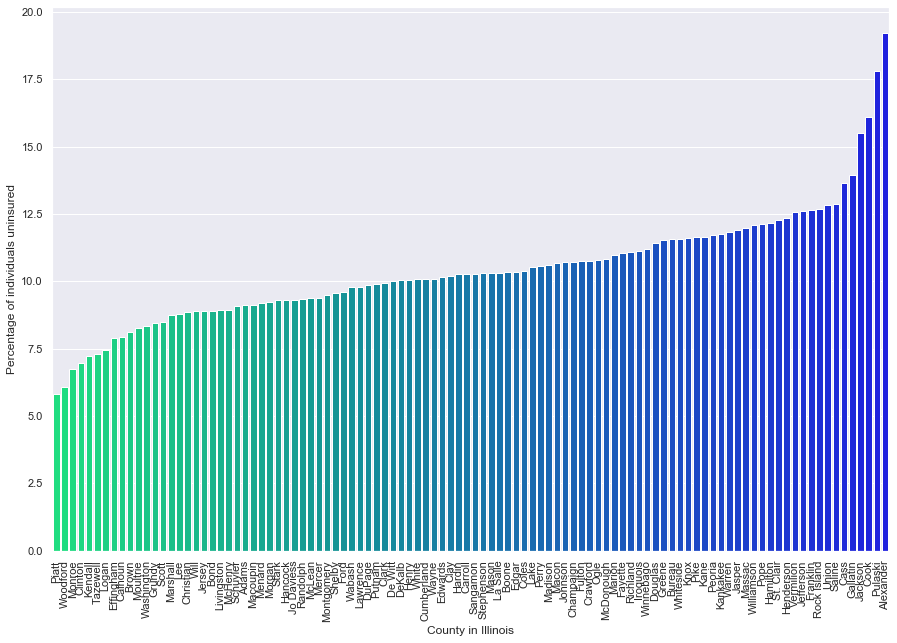 20.0
17.5
15.0
12.5
10.0
7.5
5.0
2.5
0.0
Percentage of individuals uninsured
Piatt
Woodford
Monroe
Clinton
Kendall
Tazewell
Logan
Effingham
Calhoun
Brown
Moultrie
Washington
Grundy
Scott
Marshall
Lee
Christian
Will
Jersey
Bond
Livingston
McHenry
Schuyler
Adams
Macoupin
Menard
Morgan
Stark
Hancock
Jo Daviess
Randolph
McLean
Mercer
Montgomery
Shelby
Ford
Wabash
Lawrence
DuPage
Putnam
Clark
De Witt
DeKalb
Henry
White
Cumberland
Wayne
Edwards
Clay
Hardin
Carroll
Sangamon
Stephenson
Mason
La Salle
Boone
Edgar
Coles
Lake
Perry
Madison
Macon
Johnson
Champaign
Fulton
Crawford
Ogle
McDonough
Marion
Fayette
Richland
Iroquois
Winnebago
Douglas
Greene
Bureau
Whiteside
Knox
Pike
Kane
Peoria
Kankakee
Warren
Jasper
Massac
Williamson
Pope
Hamilton
St. Clair
Henderson
Vermilion
Jefferson
Franklin
Rock Island
Union
Saline
Cass
Gallatin
Jackson
Cook
Pulaski
Alexander
County in Illinois